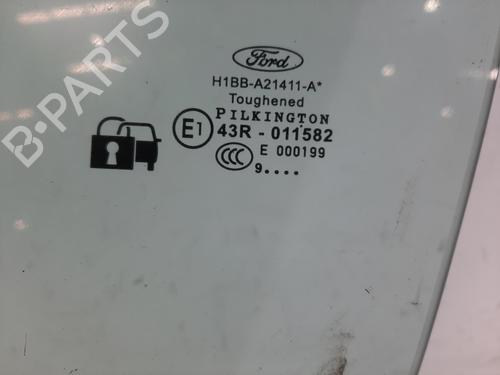 B-PARTS
Ford
H1BB-A21411-A*
Toughened
PILKINGTON
E1 43R - 011582
CCC E 000199
9....